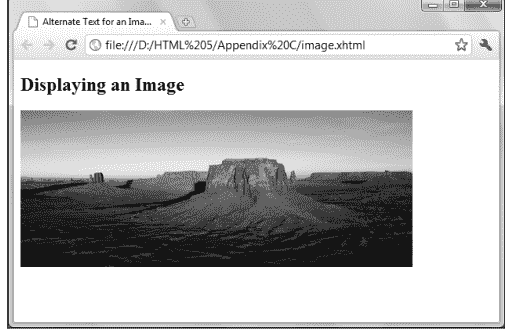 Alternate Text for an Ima...
file:///D:/HTML%205/Appendix%20C/image.xhtml
Displaying an Image